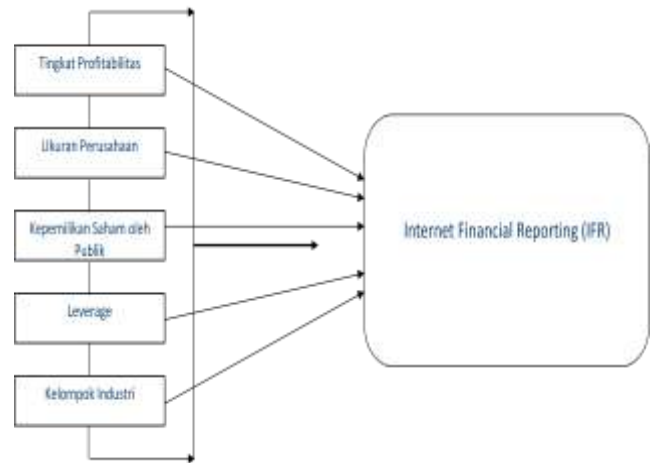 Tingkat Profitabilitas
Ukuran Perusahaan
Kepemilikan Saham oleh
Publik
Leverage
Kelompok Industri
Internet Financial Reporting (IFR)